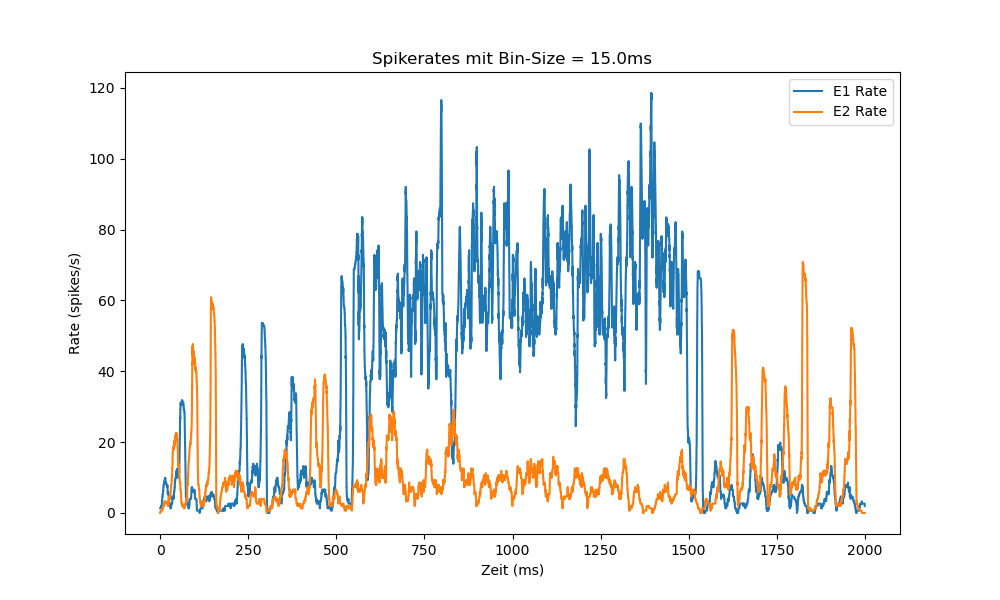 Spikerates mit Bin-Size = 15.0ms
E1 Rate
E2 Rate
120
100
80
60
40
20
0
Rate (spikes/s)
0 250 500 750 1000 1250 1500 1750 2000
Zeit (ms)